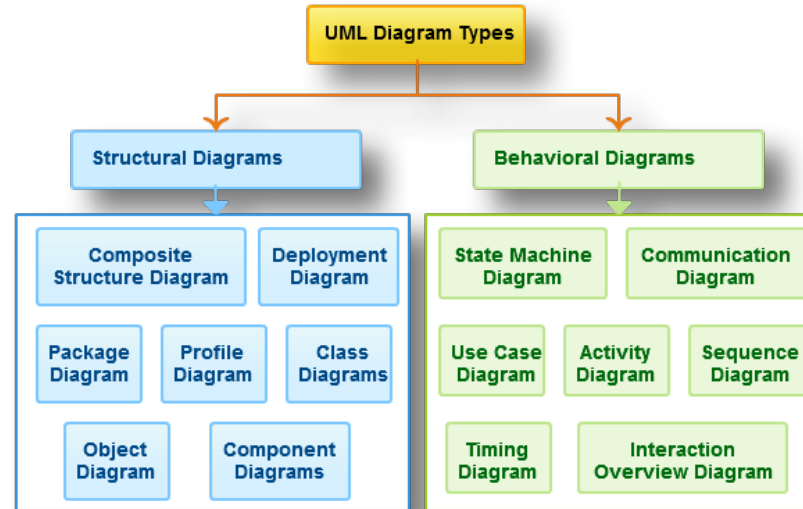 UML Diagram Types
Structural Diagrams
Behavioral Diagrams
Composite
Structure Diagram
Deployment
Diagram
State Machine
Diagram
Communication
Diagram
Package
Diagram
Profile
Diagram
Class
Diagrams
Use Case
Diagram
Activity
Diagram
Sequence
Diagram
Object
Diagram
Component
Diagrams
Timing
Diagram
Interaction
Overview Diagram